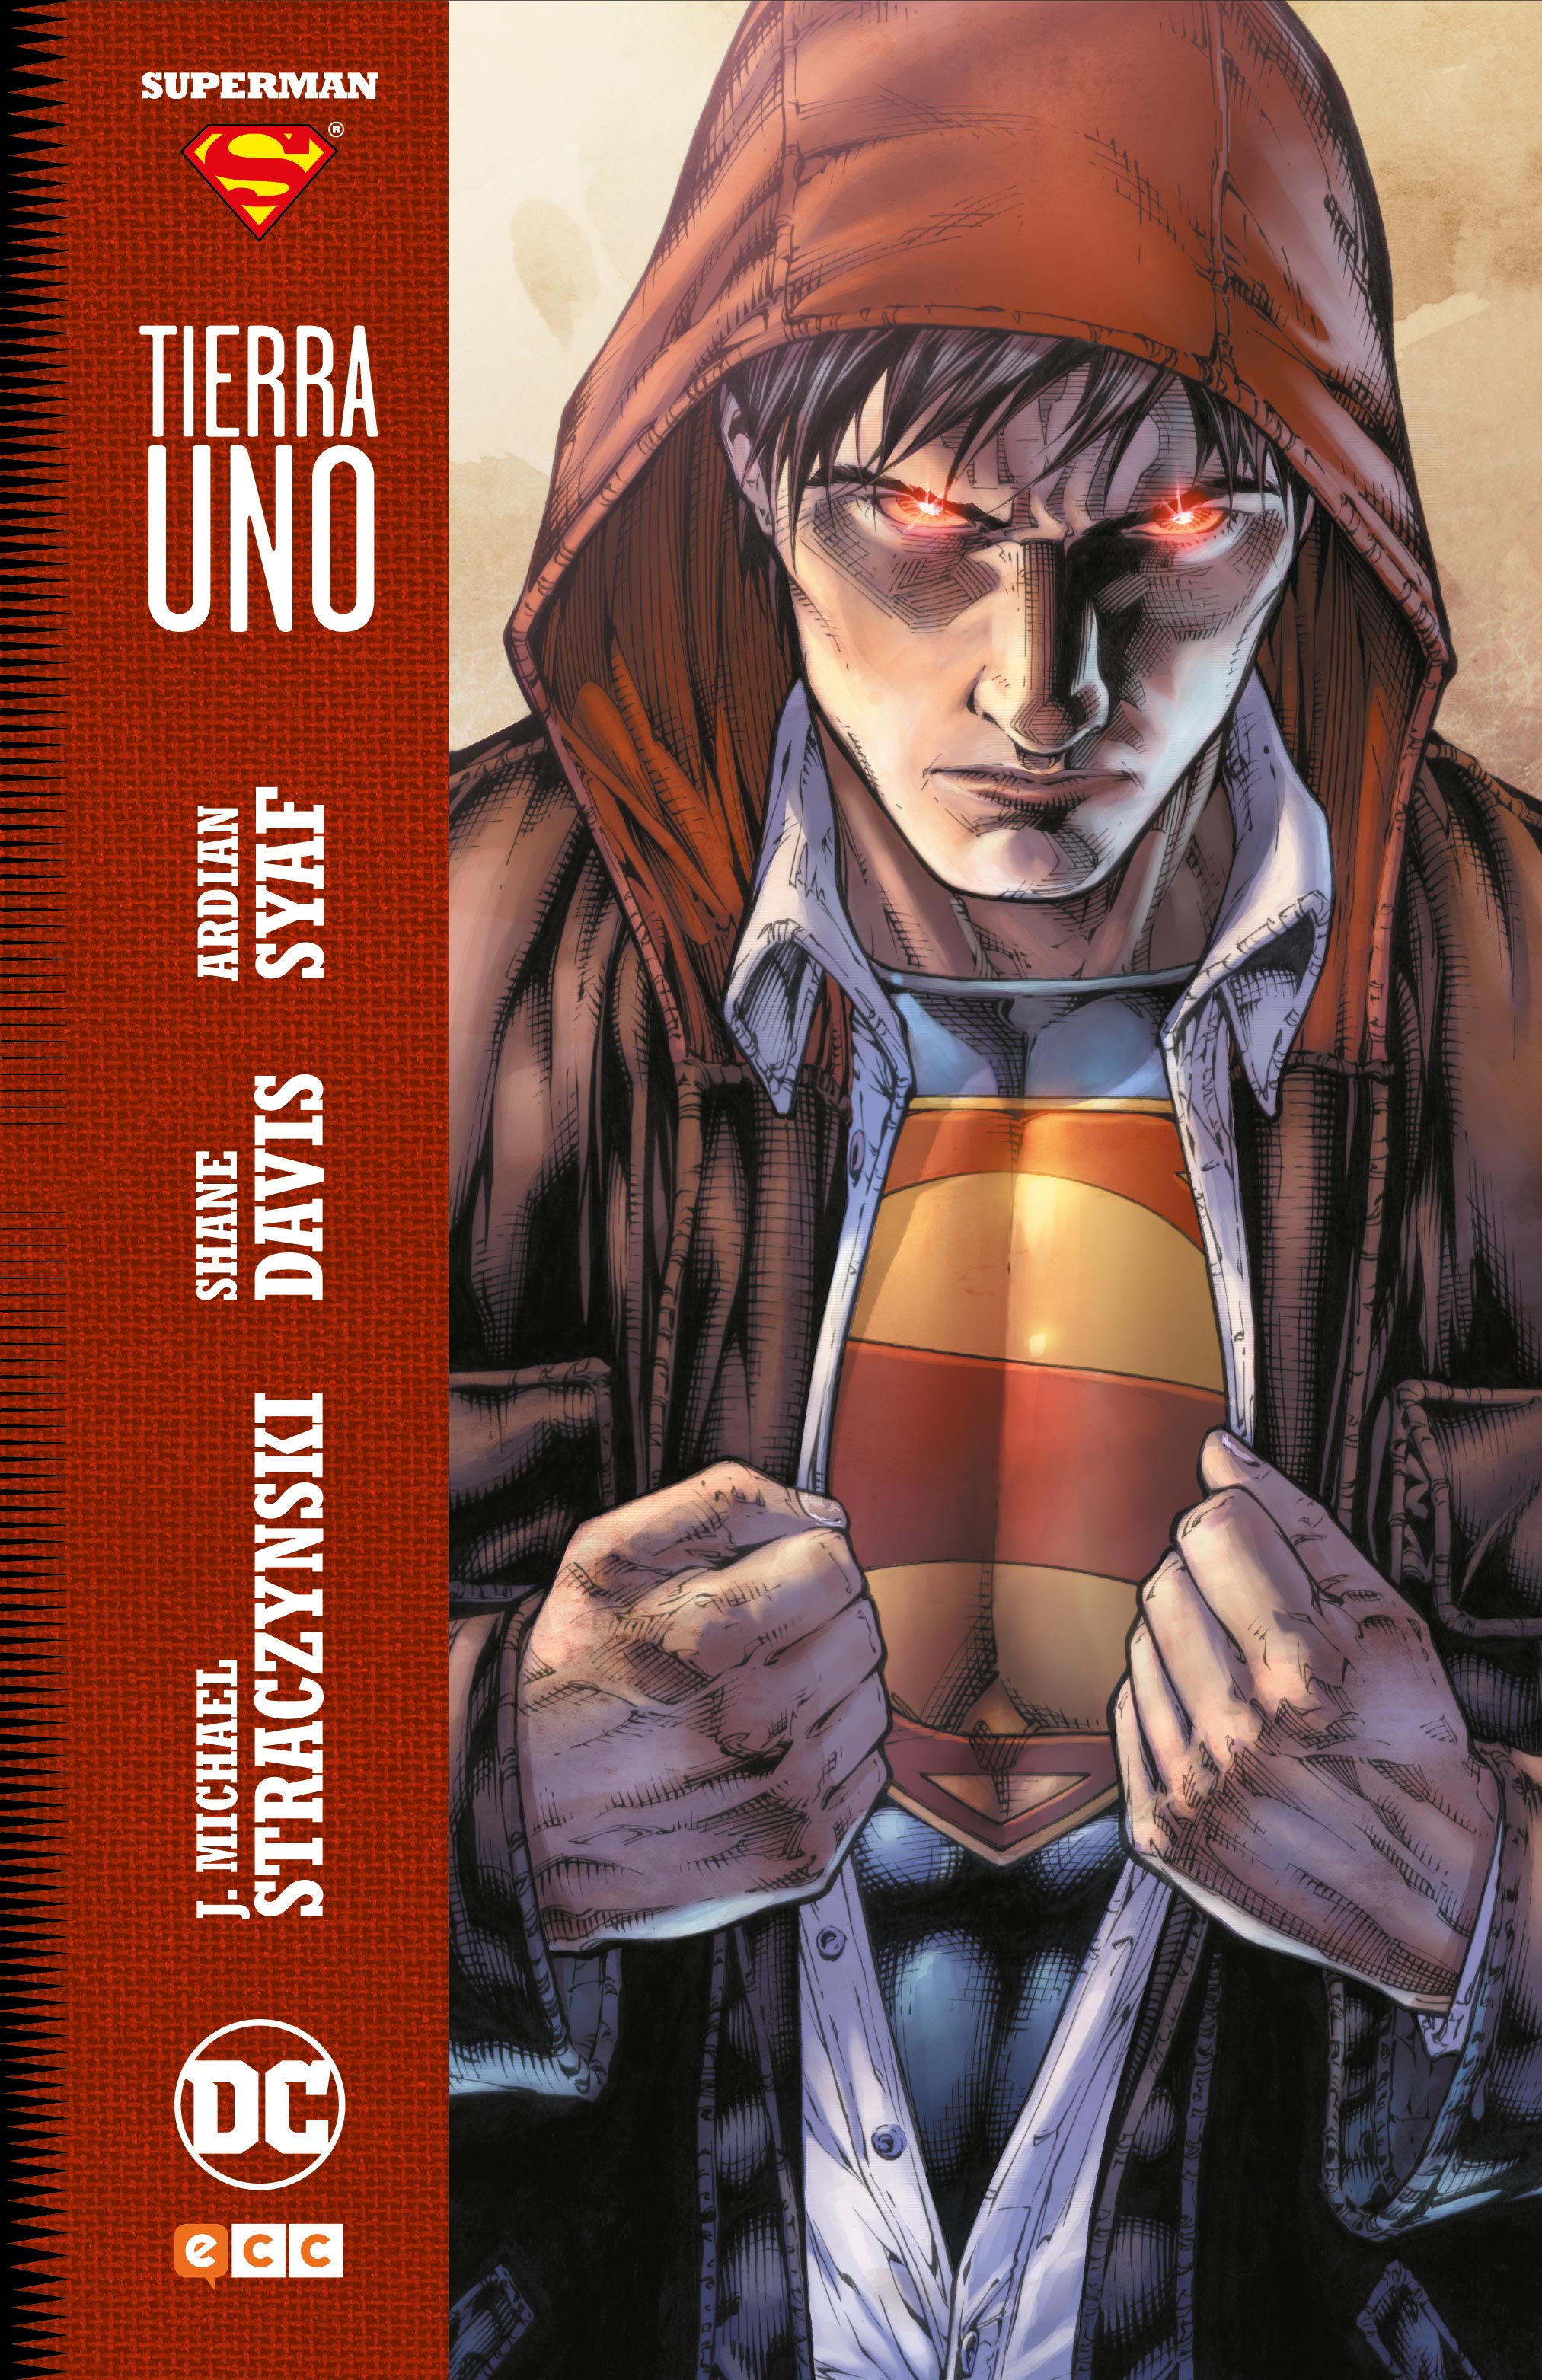 SUPERMAN
S®
TIERRA
UNO
J. MICHAEL
STRACZYNSKI
SHANE
DAVIS
ARDIAN
SYAF
DC
ecc